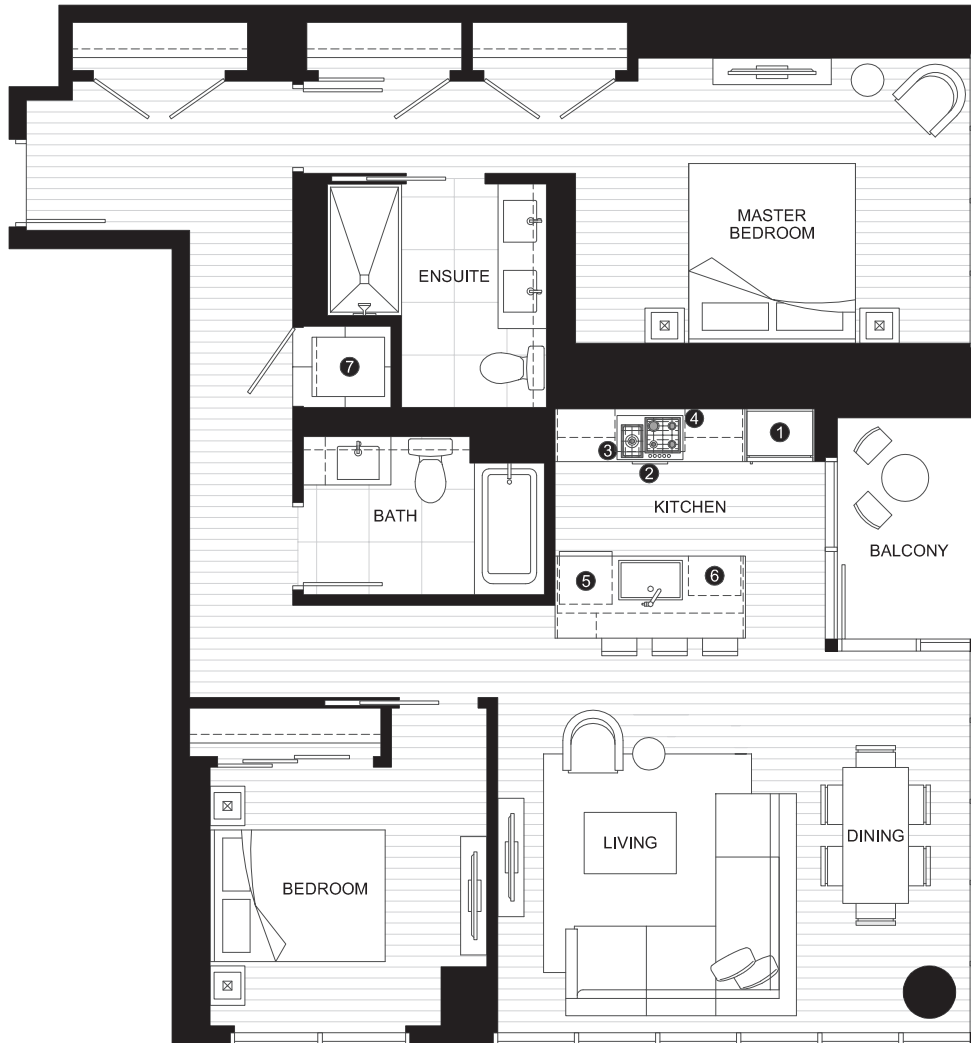 MASTER
BEDROOM
ENSUITE
7
4
1
3
2
KITCHEN
BATH
BALCONY
5
6
LIVING
DINING
BEDROOM